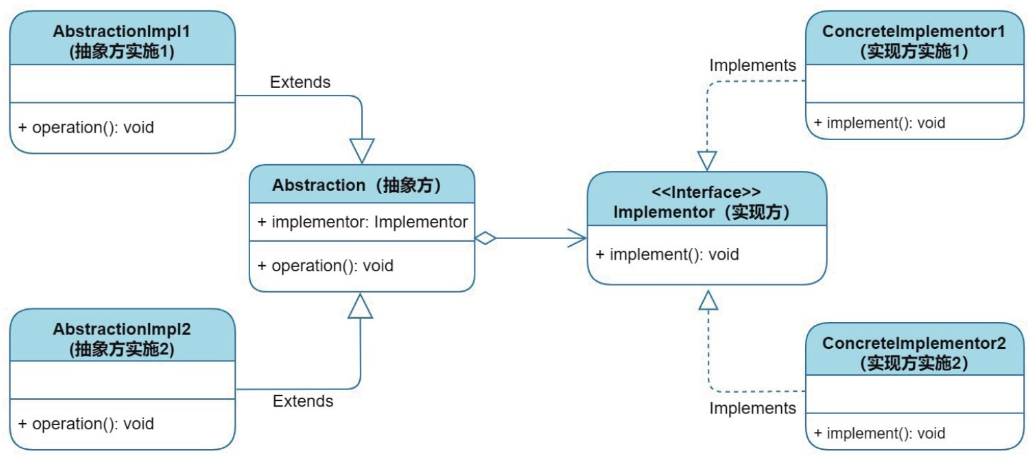 AbstractionImpl1
(抽象方实施1)
+ operation(): void
Extends
Abstraction（抽象方）
+ implementor: Implementor
+ operation(): void
AbstractionImpl2
(抽象方实施2)
+ operation(): void
Extends
<<Interface>>
Implementor（实现方）
+ implement(): void
ConcreteImplementor1
（实现方实施1）
+ implement(): void
Implements
ConcreteImplementor2
（实现方实施2）
+ implement(): void
Implements